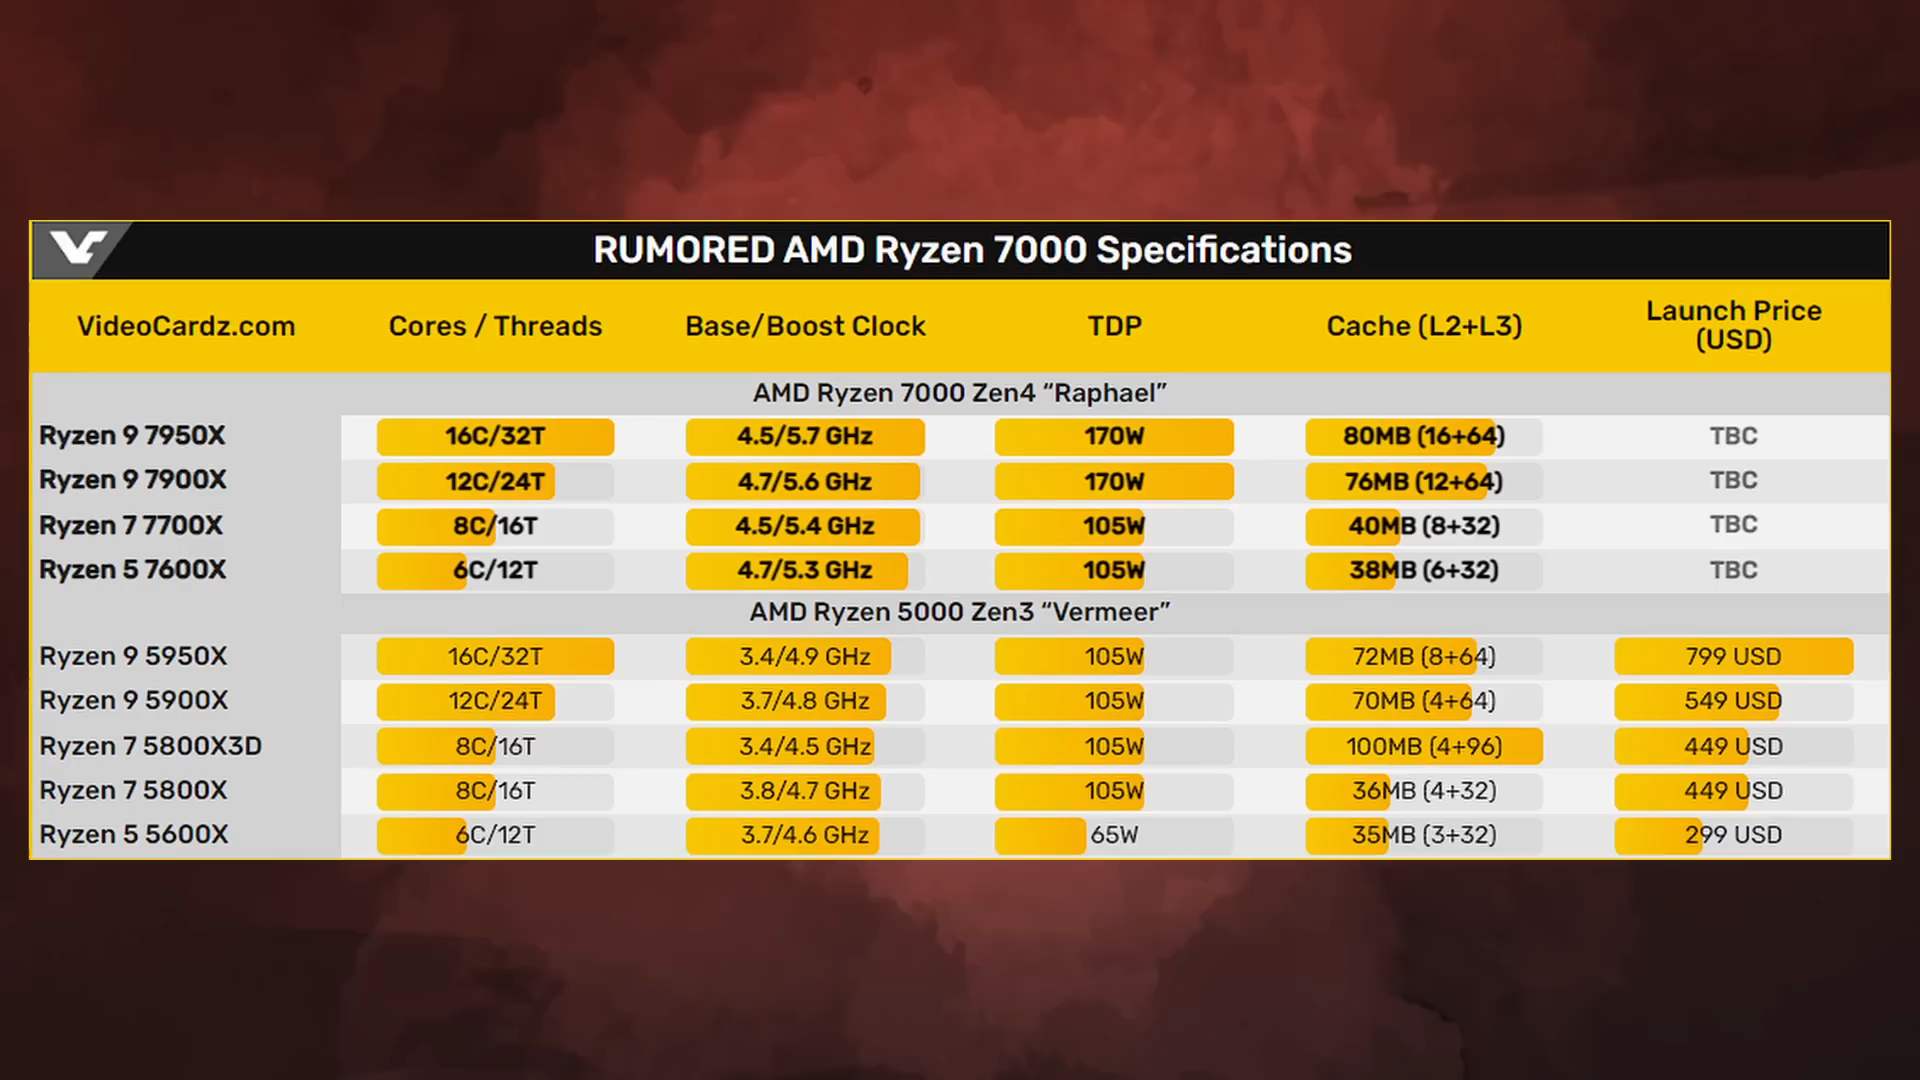 RUMORED AMD Ryzen 7000 Specifications
VideoCardz.com Cores / Threads Base/Boost Clock TDP Cache (L2+L3) Launch Price (USD)
AMD Ryzen 7000 Zen4 “Raphael”
Ryzen 9 7950X 16C/32T 4.5/5.7 GHz 170W 80MB (16+64) TBC
Ryzen 9 7900X 12C/24T 4.7/5.6 GHz 170W 76MB (12+64) TBC
Ryzen 7 7700X 8C/16T 4.5/5.4 GHz 105W 40MB (8+32) TBC
Ryzen 5 7600X 6C/12T 4.7/5.3 GHz 105W 38MB (6+32) TBC
AMD Ryzen 5000 Zen3 “Vermeer”
Ryzen 9 5950X 16C/32T 3.4/4.9 GHz 105W 72MB (8+64) 799 USD
Ryzen 9 5900X 12C/24T 3.7/4.8 GHz 105W 70MB (4+64) 549 USD
Ryzen 7 5800X3D 8C/16T 3.4/4.5 GHz 105W 100MB (4+96) 449 USD
Ryzen 7 5800X 8C/16T 3.8/4.7 GHz 105W 36MB (4+32) 449 USD
Ryzen 5 5600X 6C/12T 3.7/4.6 GHz 65W 35MB (3+32) 299 USD